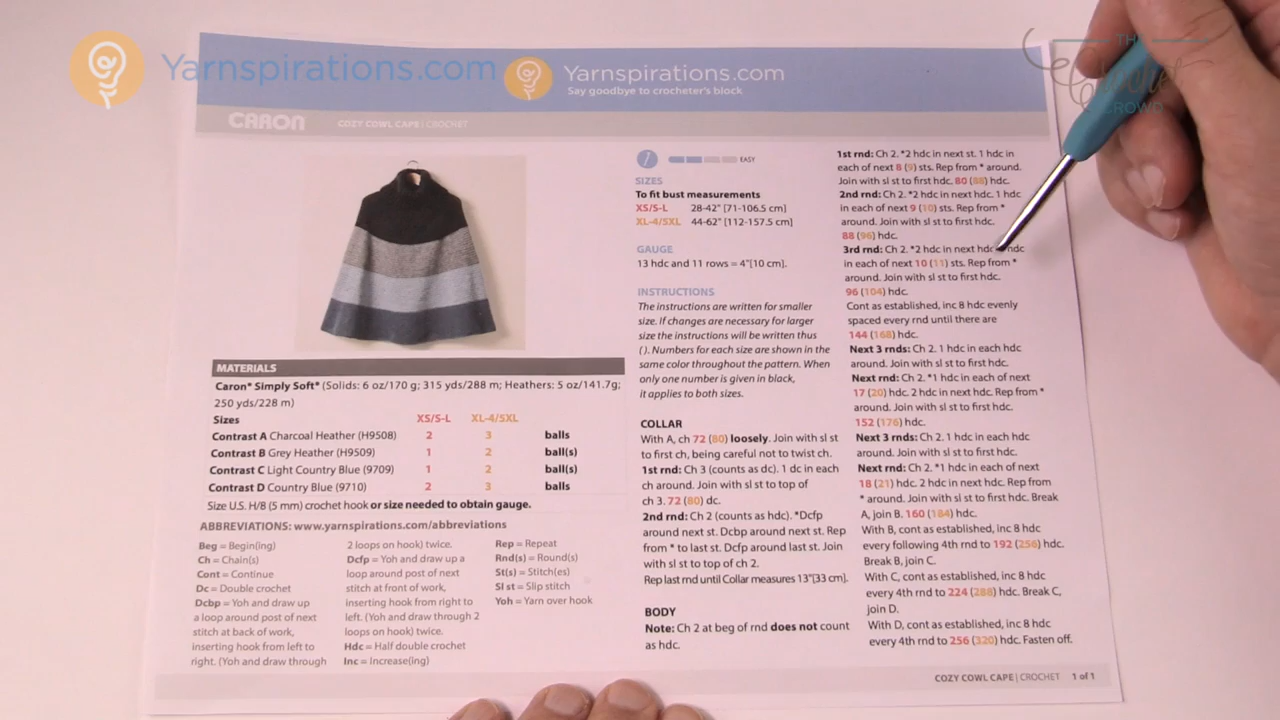 Yarnspirations.com
Yarnspirations.com
Say goodbye to crocheter's block
THE
Crochet
CROWD
CARON
COZY COWL CAPE | CROCHET
MATERIALS
Caron® Simply Soft® (Solids: 6 oz/170 g; 315 yds/288 m; Heathers: 5 oz/141.7g;
250 yds/228 m)
Sizes XS/S-L XL-4/5XL
Contrast A Charcoal Heather (H9508) 2 3 balls
Contrast B Grey Heather (H9509) 1 2 ball(s)
Contrast C Light Country Blue (9709) 1 2 ball(s)
Contrast D Country Blue (9710) 2 3 balls
Size U.S. H/8 (5 mm) crochet hook or size needed to obtain gauge.
ABBREVIATIONS: www.yarnspirations.com/abbreviations
Beg = Begin(ing)
Ch = Chain(s)
Cont = Continue
Dc = Double crochet
Dcbp = Yoh and draw up
a loop around post of next
stitch at back of work,
inserting hook from left to
right. (Yoh and draw through
2 loops on hook) twice.
Dcfp = Yoh and draw up a
loop around post of next
stitch at front of work,
inserting hook from right to
left. (Yoh and draw through 2
loops on hook) twice.
Hdc = Half double crochet
Inc = Increase(ing)
Rep = Repeat
Rnd(s) = Round(s)
St(s) = Stitch(es)
Sl st = Slip stitch
Yoh = Yarn over hook
EASY
SIZES
To fit bust measurements
XS/S-L 28-42" [71-106.5 cm]
XL-4/5XL 44-62" [112-157.5 cm]
GAUGE
13 hdc and 11 rows = 4"[10 cm].
INSTRUCTIONS
The instructions are written for smaller
size. If changes are necessary for larger
size the instructions will be written thus
( ). Numbers for each size are shown in the
same color throughout the pattern. When
only one number is given in black,
it applies to both sizes.
COLLAR
With A, ch 72 (80) loosely. Join with sl st
to first ch, being careful not to twist ch.
1st rnd: Ch 3 (counts as dc). 1 dc in each
ch around. Join with sl st to top of
ch 3. 72 (80) dc.
2nd rnd: Ch 2 (counts as hdc). *Dcfp
around next st. Dcbp around next st. Rep
from * to last st. Dcfp around last st. Join
with sl st to top of ch 2.
Rep last rnd until Collar measures 13"[33 cm].
BODY
Note: Ch 2 at beg of rnd does not count
as hdc.
1st rnd: Ch 2. *2 hdc in next st. 1 hdc in
each of next 8 (9) sts. Rep from * around.
Join with sl st to first hdc. 80 (88) hdc.
2nd rnd: Ch 2. *2 hdc in next hdc. 1 hdc
in each of next 9 (10) sts. Rep from *
around. Join with sl st to first hdc.
88 (96) hdc.
3rd rnd: Ch 2. *2 hdc in next hdc hdc
in each of next 10 (11) sts. Rep from *
around. Join with sl st to first hdc.
96 (104) hdc.
Cont as established, inc 8 hdc evenly
spaced every rnd until there are
144 (168) hdc.
Next 3 rnds: Ch 2. 1 hdc in each hdc
around. Join with sl st to first hdc.
Next rnd: Ch 2. *1 hdc in each of next
17 (20) hdc. 2 hdc in next hdc. Rep from *
around. Join with sl st to first hdc.
152 (176) hdc.
Next 3 rnds: Ch 2. 1 hdc in each hdc
around. Join with sl st to first hdc.
Next rnd: Ch 2. *1 hdc in each of next
18 (21) hdc. 2 hdc in next hdc. Rep from
* around. Join with sl st to first hdc. Break
A, join B. 160 (184) hdc.
With B, cont as established, inc 8 hdc
every following 4th rnd to 192 (256) hdc.
Break B, join C.
With C, cont as established, inc 8 hdc
every 4th rnd to 224 (288) hdc. Break C,
join D.
With D, cont as established, inc 8 hdc
every 4th rnd to 256 (320) hdc. Fasten off.
COZY COWL CAPE | CROCHET 1 of 1